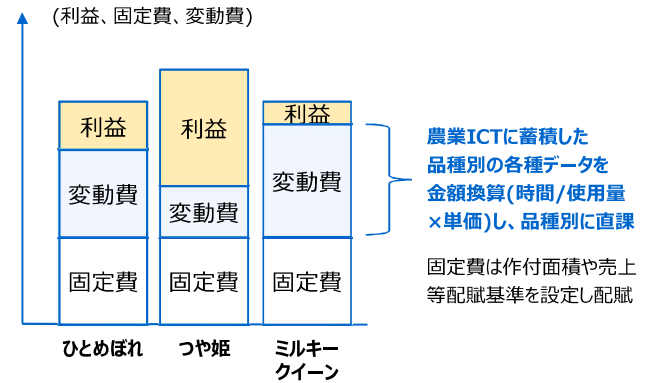 (利益、固定費、変動費)
利益
変動費
固定費
ひとめぼれ
利益
変動費
固定費
つや姫
利益
変動費
固定費
ミルキー
クイーン
農業ICTに蓄積した
品種別の各種データを
金額換算(時間/使用量
×単価)し、品種別に直課
固定費は作付面積や売上
等配賦基準を設定し配賦